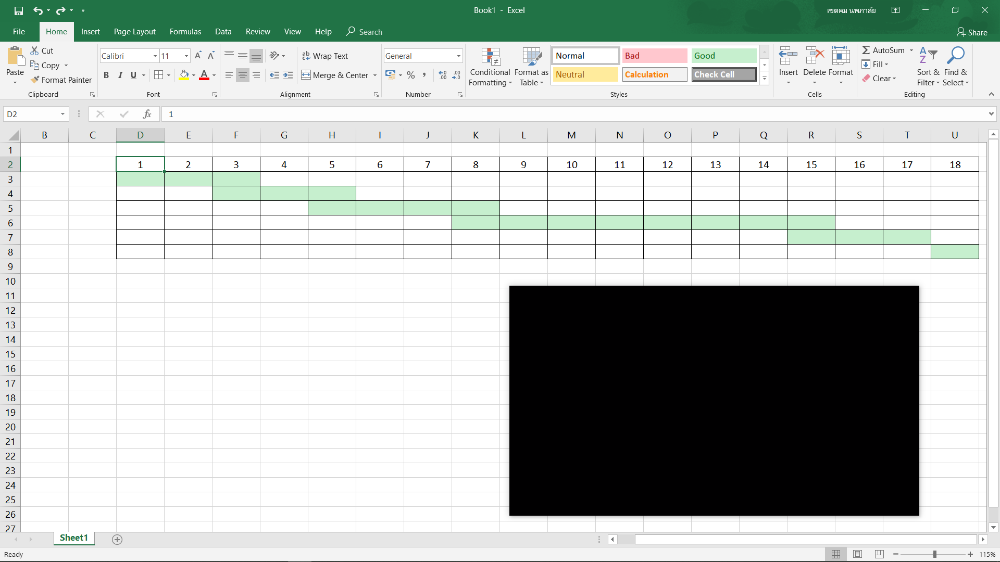 Book1 - Excel
เขตคม นพภาลัย
File Home Insert Page Layout Formulas Data Review View Help Search Share
Cut
Copy
Format Painter
Paste
Clipboard
Calibri 11
B I U A
Font
Wrap Text
Merge & Center
Alignment
General
%
Number
Conditional Formatting
Format as Table
Normal Bad Good
Neutral Calculation Check Cell
Styles
Insert Delete Format
Cells
AutoSum
Fill
Clear
Sort & Filter
Find & Select
Editing
D2 fx 1
B C D E F G H I J K L M N O P Q R S T U
1
2 1 2 3 4 5 6 7 8 9 10 11 12 13 14 15 16 17 18
3
4
5
6
7
8
9
10
11
12
13
14
15
16
17
18
19
20
21
22
23
24
25
26
27
Sheet1
Ready 115%